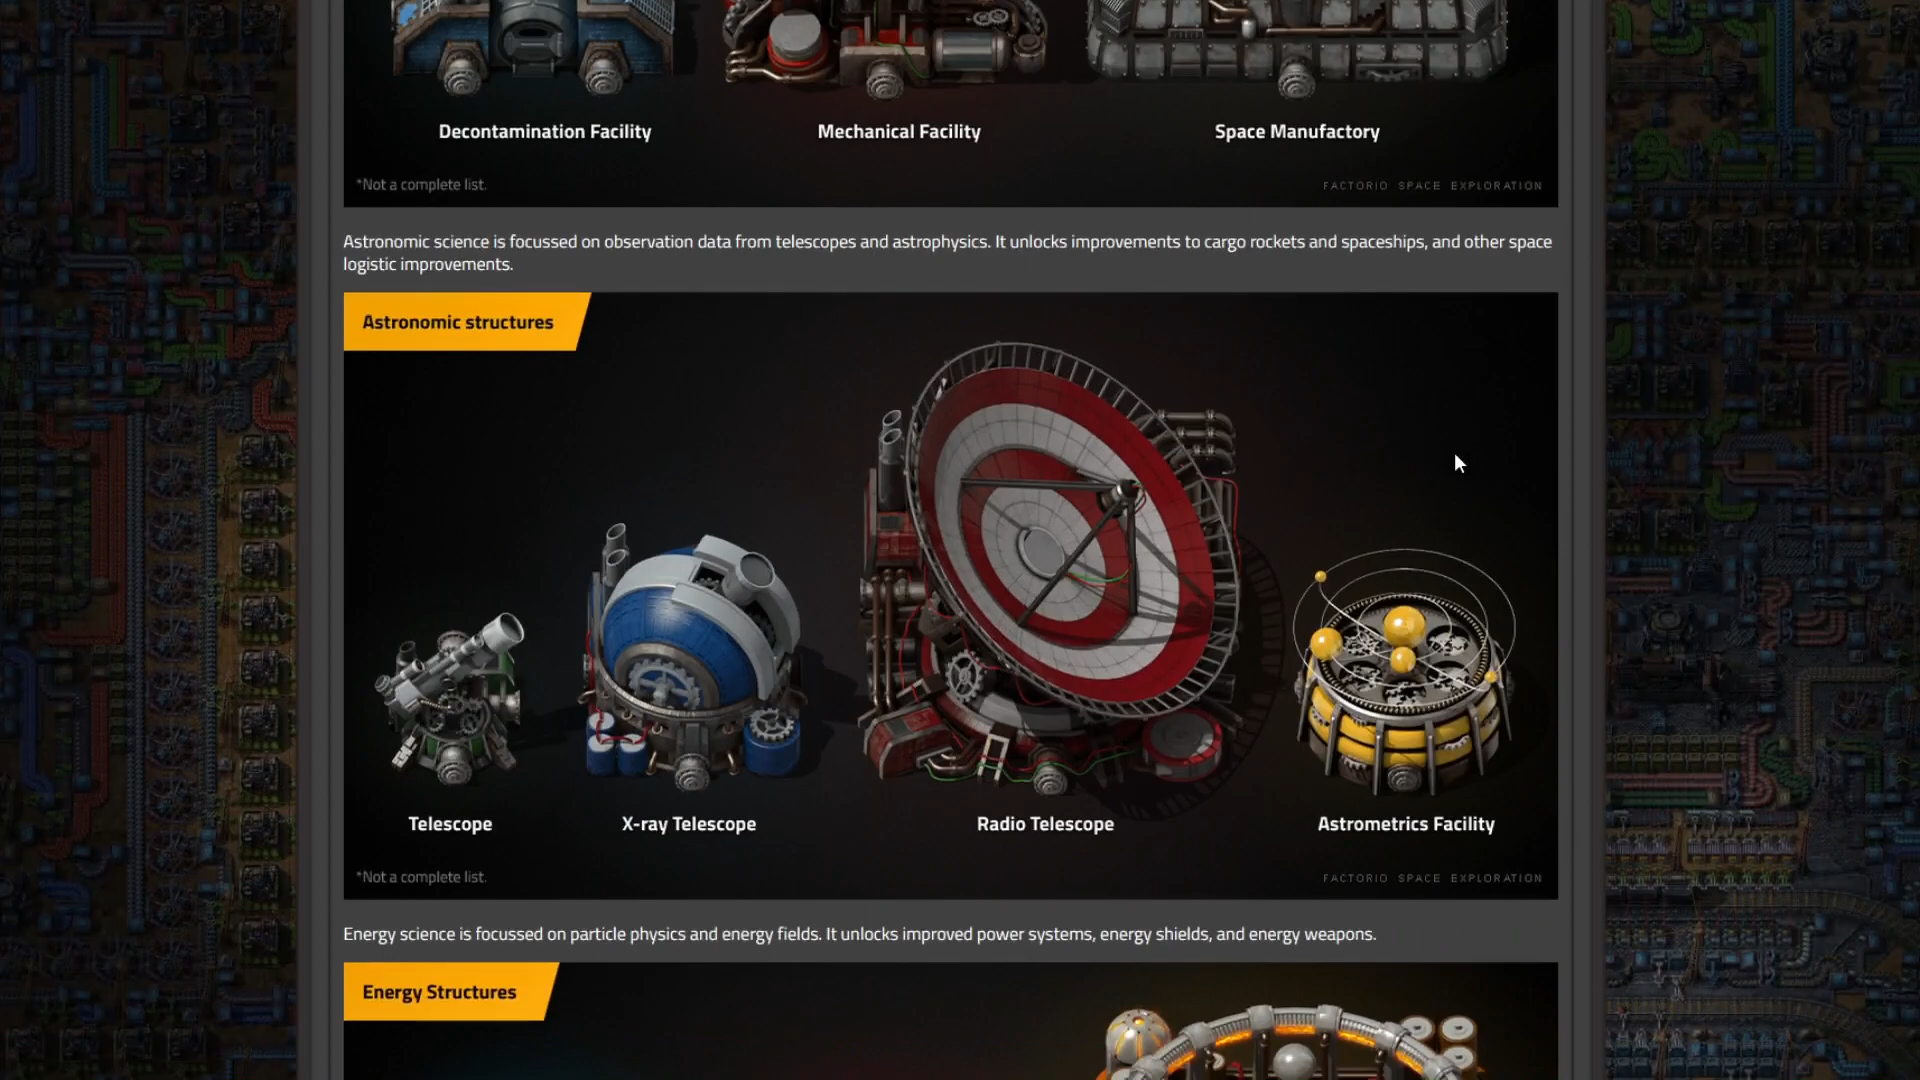 Decontamination Facility
Mechanical Facility
Space Manufactory
*Not a complete list.
FACTORIO SPACE EXPLORATION
Astronomic science is focussed on observation data from telescopes and astrophysics. It unlocks improvements to cargo rockets and spaceships, and other space
logistic improvements.
Astronomic structures
Telescope
X-ray Telescope
Radio Telescope
Astrometrics Facility
*Not a complete list.
FACTORIO SPACE EXPLORATION
Energy science is focussed on particle physics and energy fields. It unlocks improved power systems, energy shields, and energy weapons.
Energy Structures